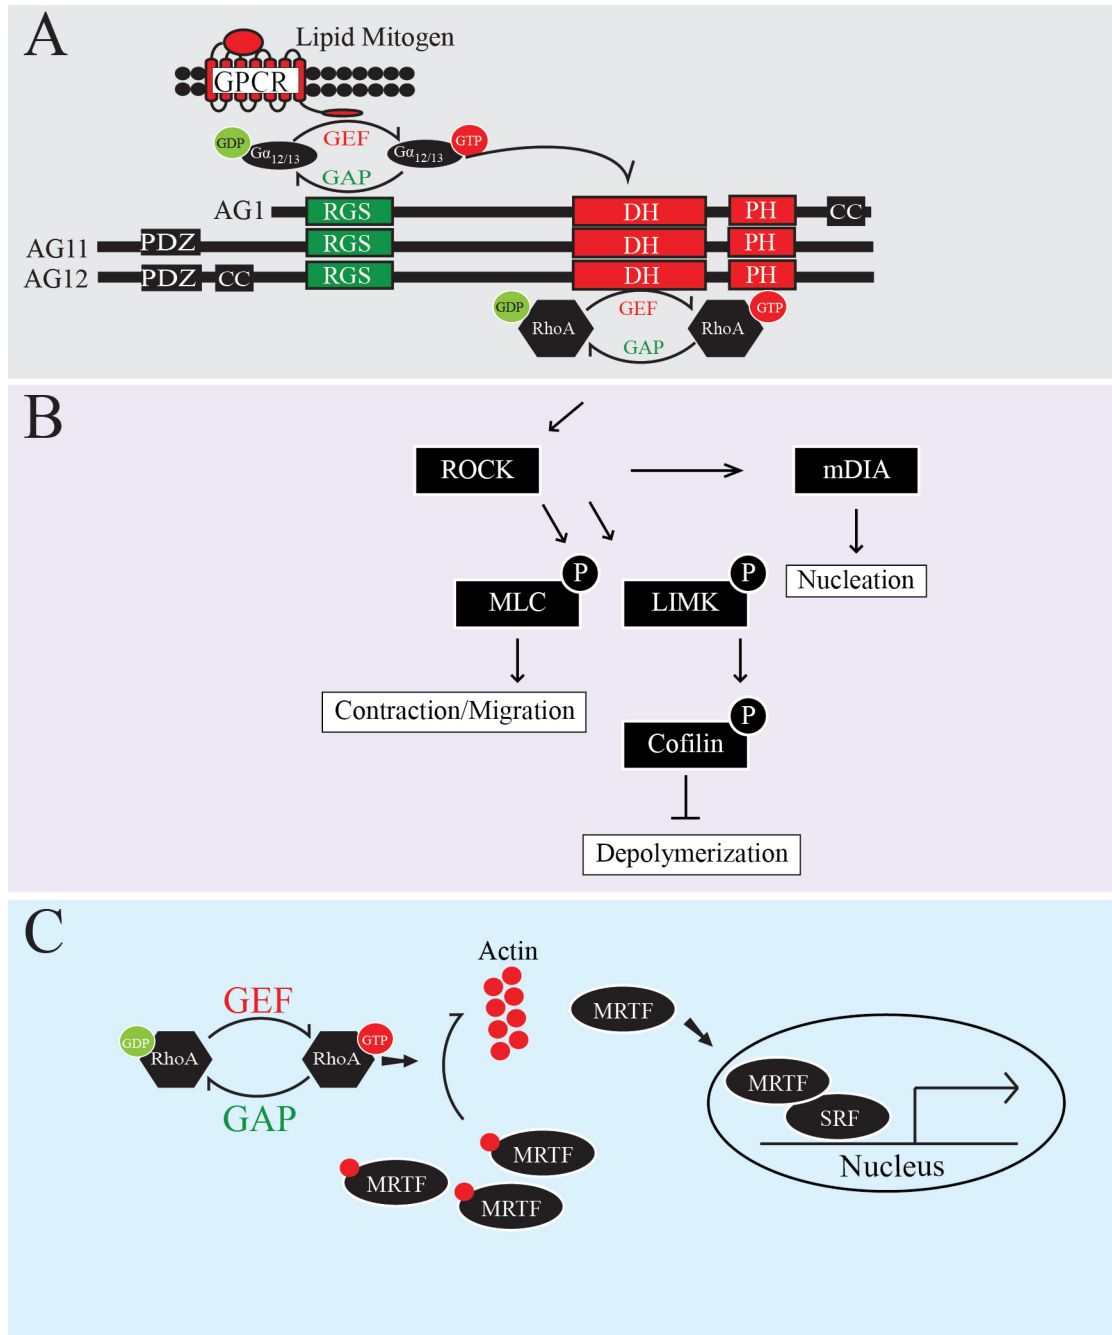 A
Lipid Mitogen
GPCR
GDP
Gα12/13
GEF
Gα12/13
GTP
GAP
AG1
RGS
DH
PH
CC
AG11
PDZ
RGS
DH
PH
AG12
PDZ
CC
RGS
DH
PH
GDP
RhoA
GEF
RhoA
GTP
GAP
B
ROCK
mDIA
P
MLC
P
LIMK
Nucleation
Contraction/Migration
P
Cofilin
Depolymerization
C
Actin
GEF
MRTF
GDP
RhoA
RhoA
GTP
GAP
MRTF
SRF
Nucleus
MRTF
MRTF
MRTF